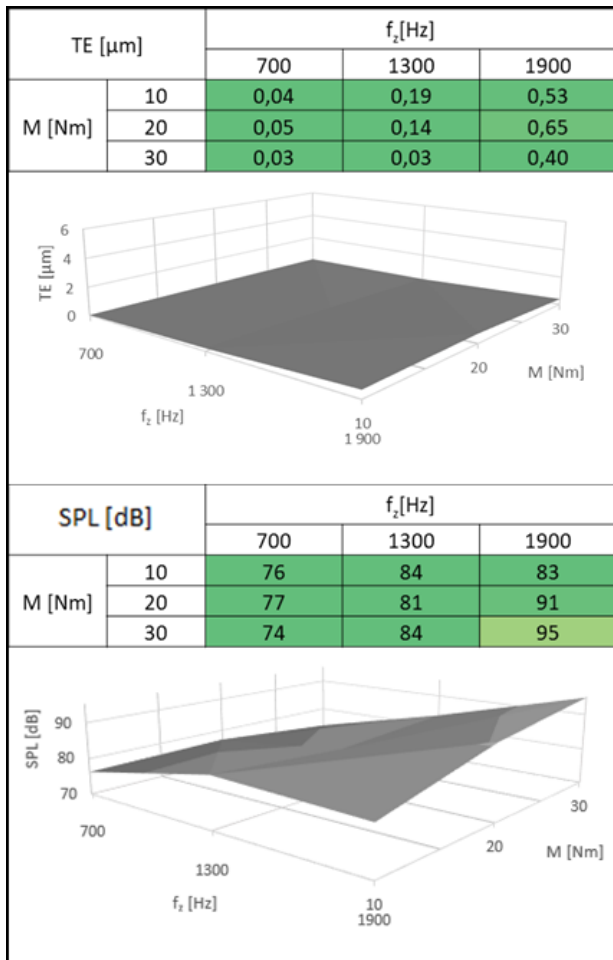 TE [µm] f_z[Hz]
700 1300 1900
M [Nm] 10 0,04 0,19 0,53
20 0,05 0,14 0,65
30 0,03 0,03 0,40
6
4
2
0
TE [µm]
700
1 300
1 900
f_z [Hz]
10
20
30
M [Nm]
SPL [dB] f_z[Hz]
700 1300 1900
M [Nm] 10 76 84 83
20 77 81 91
30 74 84 95
90
80
70
SPL [dB]
700
1300
1900
f_z [Hz]
10
20
30
M [Nm]